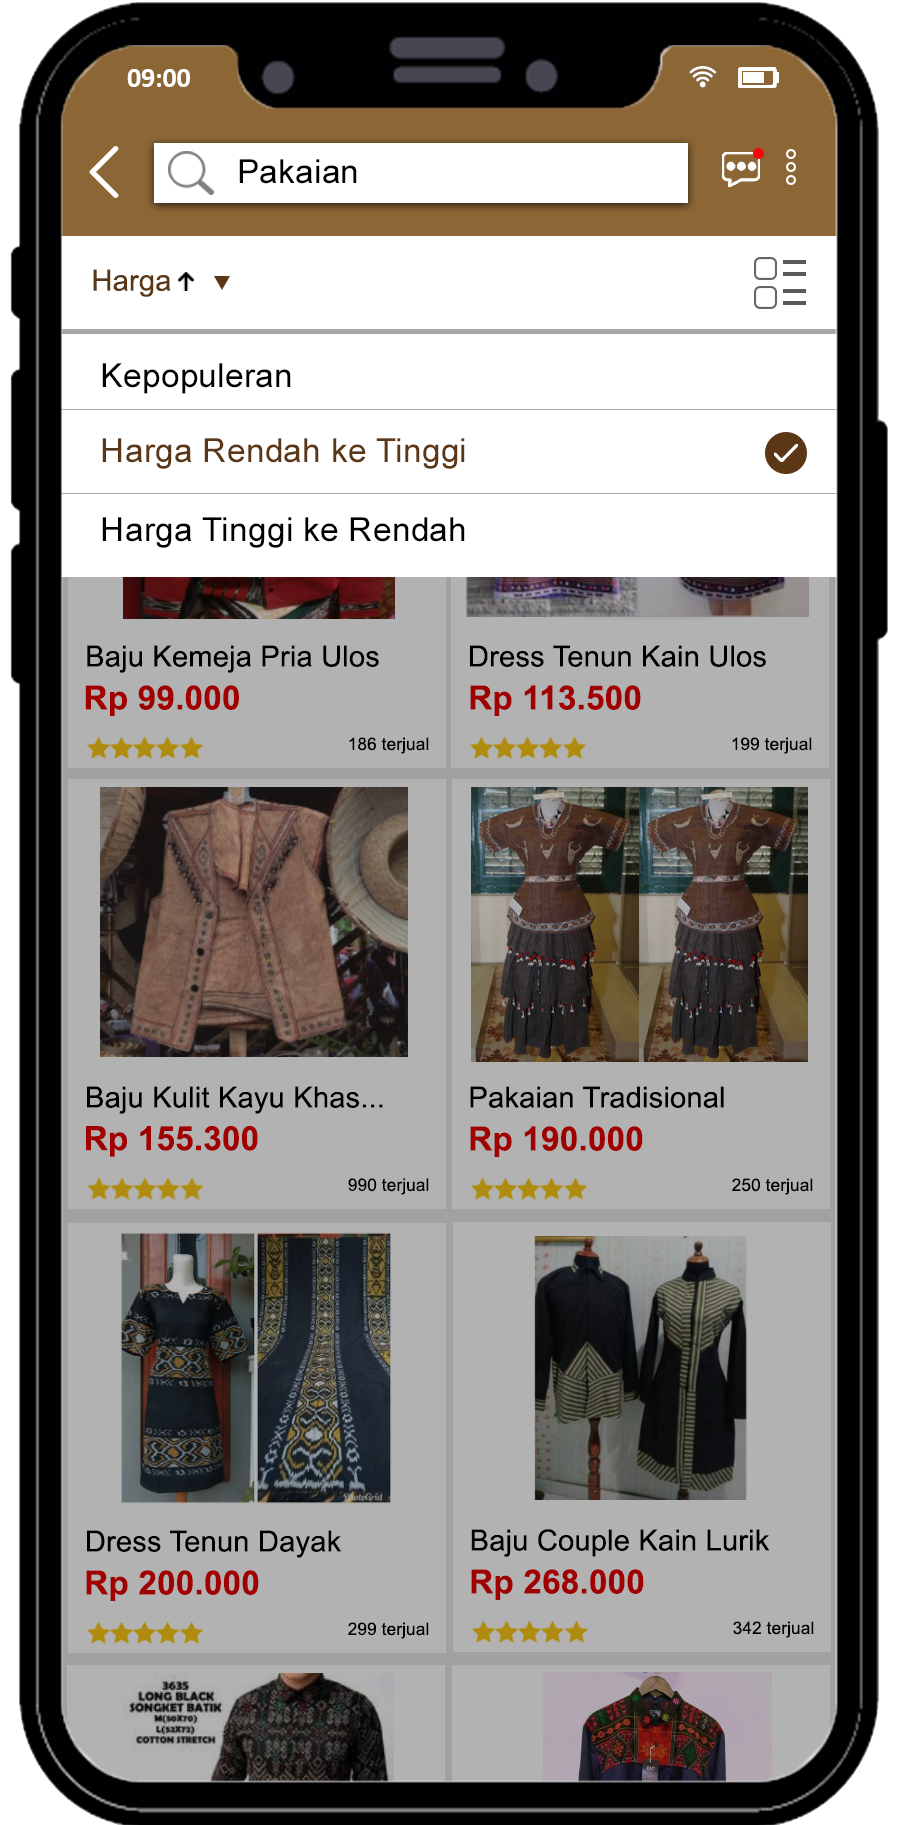 09:00
Pakaian
Harga
Kepopuleran
Harga Rendah ke Tinggi
Harga Tinggi ke Rendah
Baju Kemeja Pria Ulos
Rp 99.000
186 terjual
Dress Tenun Kain Ulos
Rp 113.500
199 terjual
Baju Kulit Kayu Khas...
Rp 155.300
990 terjual
Pakaian Tradisional
Rp 190.000
250 terjual
PhotoGrid
Dress Tenun Dayak
Rp 200.000
299 terjual
Baju Couple Kain Lurik
Rp 268.000
342 terjual
3635
LONG BLACK
SONGKET BATIK
M(50X70)
L(52X72)
COTTON STRETCH